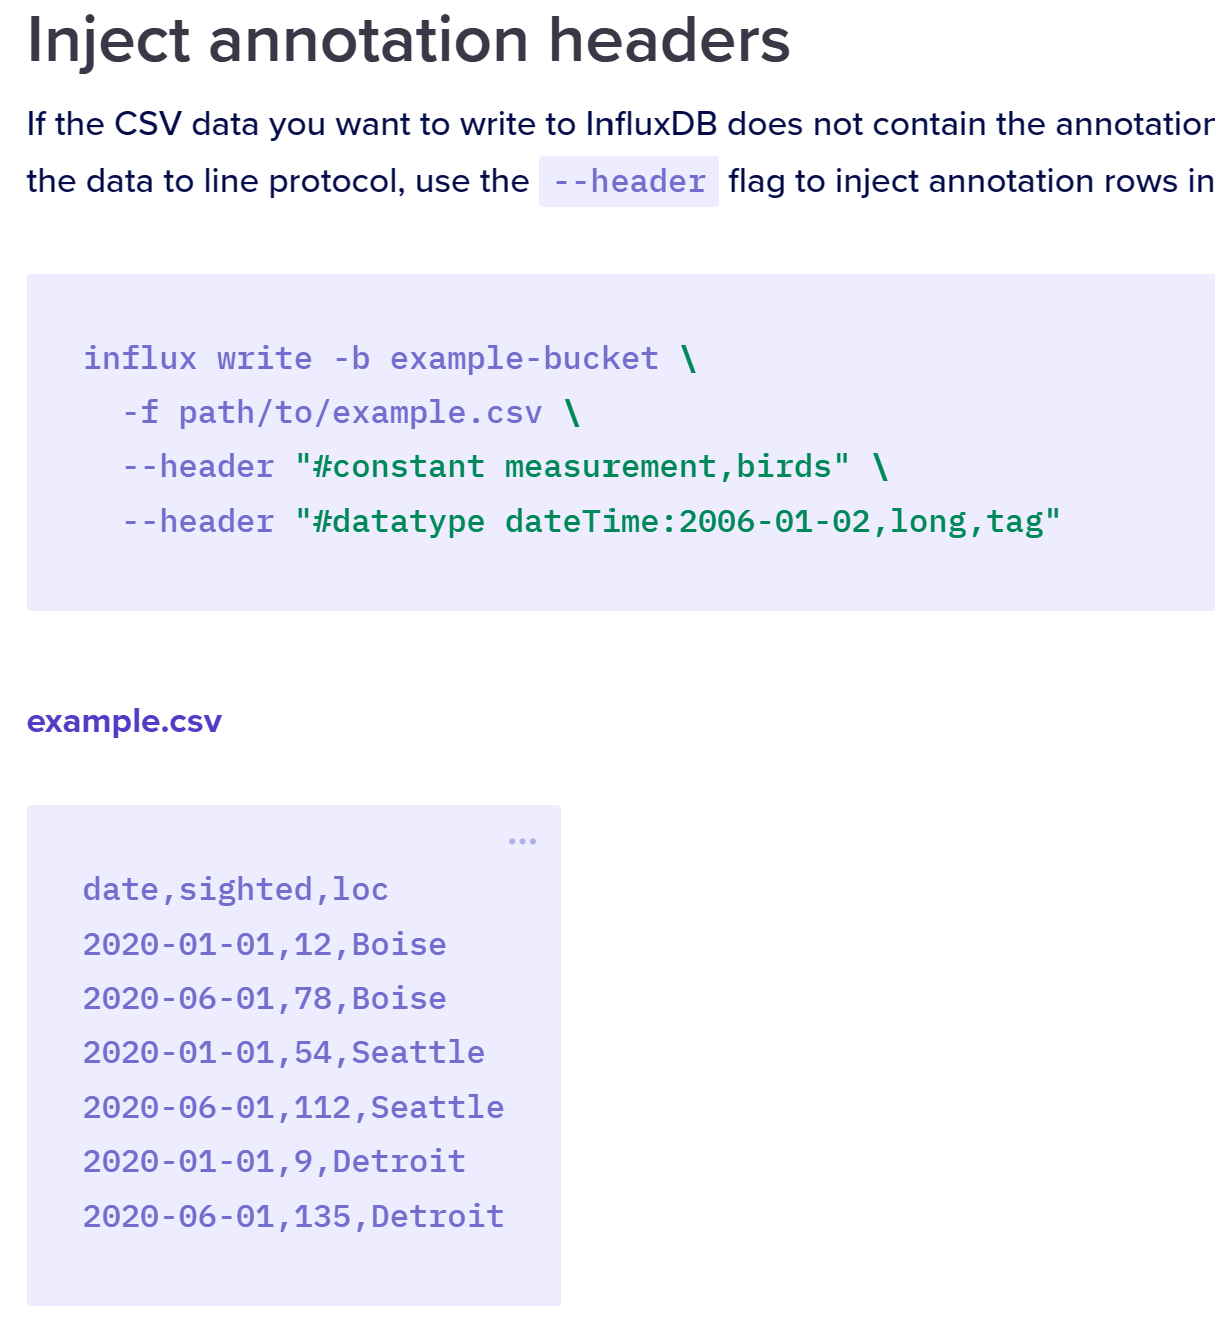 Inject annotation headers
If the CSV data you want to write to InfluxDB does not contain the annotation
the data to line protocol, use the --header flag to inject annotation rows in
influx write -b example-bucket \
-f path/to/example.csv \
--header "#constant measurement,birds" \
--header "#datatype dateTime:2006-01-02,long,tag"
example.csv
date,sighted,loc
2020-01-01,12,Boise
2020-06-01,78,Boise
2020-01-01,54,Seattle
2020-06-01,112,Seattle
2020-01-01,9,Detroit
2020-06-01,135,Detroit